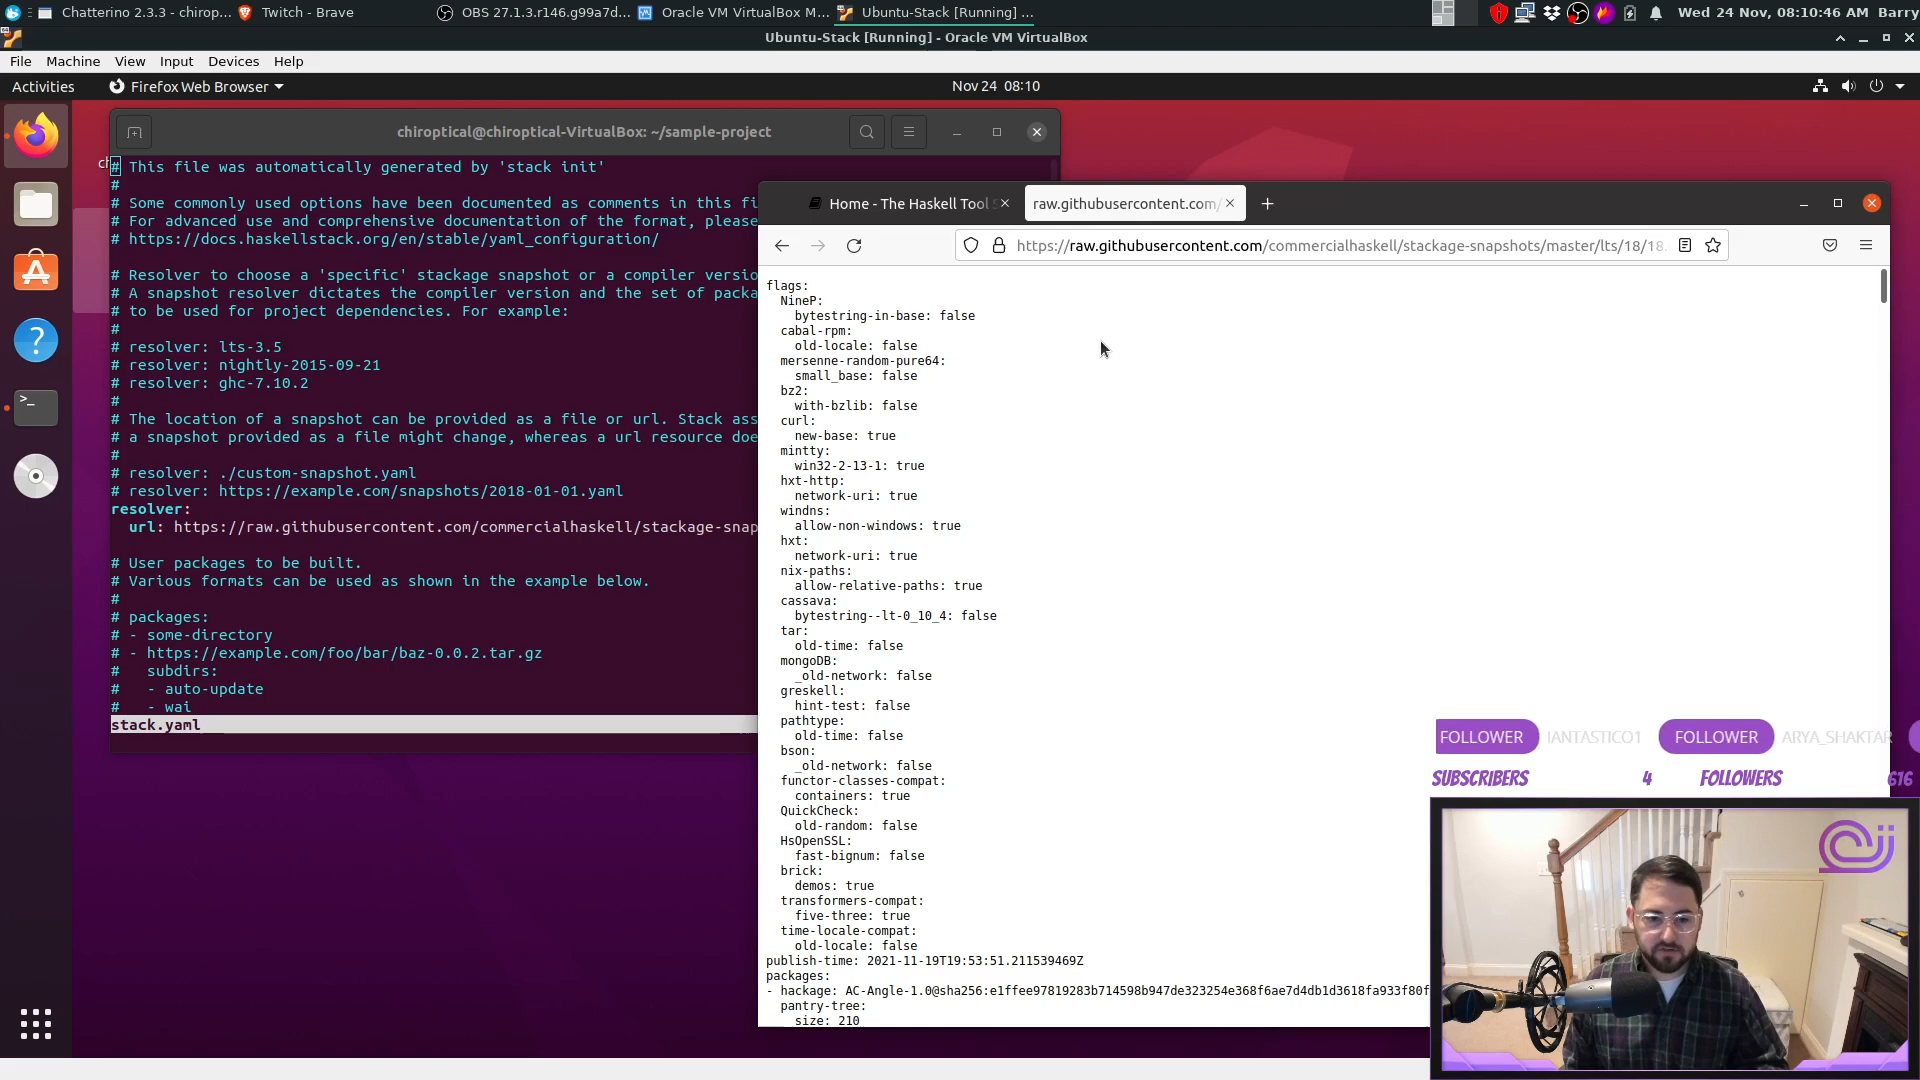 Chatterino 2.3.3 - chirop... Twitch - Brave OBS 27.1.3.r146.g99a7d... Oracle VM VirtualBox M... Ubuntu-Stack [Running] ... Wed 24 Nov, 08:10:46 AM Barry
Ubuntu-Stack [Running] - Oracle VM VirtualBox
File Machine View Input Devices Help
Activities Firefox Web Browser Nov 24 08:10
chiroptical@chiroptical-VirtualBox: ~/sample-project
# This file was automatically generated by 'stack init'
#
# Some commonly used options have been documented as comments in this fi
# For advanced use and comprehensive documentation of the format, please
# https://docs.haskellstack.org/en/stable/yaml_configuration/
# Resolver to choose a 'specific' stackage snapshot or a compiler versio
# A snapshot resolver dictates the compiler version and the set of packa
# to be used for project dependencies. For example:
#
# resolver: lts-3.5
# resolver: nightly-2015-09-21
# resolver: ghc-7.10.2
#
# The location of a snapshot can be provided as a file or url. Stack ass
# a snapshot provided as a file might change, whereas a url resource doe
#
# resolver: ./custom-snapshot.yaml
# resolver: https://example.com/snapshots/2018-01-01.yaml
resolver:
url: https://raw.githubusercontent.com/commercialhaskell/stackage-snap
# User packages to be built.
# Various formats can be used as shown in the example below.
#
# packages:
# - some-directory
# - https://example.com/foo/bar/baz-0.0.2.tar.gz
#   subdirs:
#   - auto-update
#   - wai
stack.yaml
Home - The Haskell Tool S raw.githubusercontent.com/
https://raw.githubusercontent.com/commercialhaskell/stackage-snapshots/master/lts/18/18.
flags:
NineP:
bytestring-in-base: false
cabal-rpm:
old-locale: false
mersenne-random-pure64:
small_base: false
bz2:
with-bzlib: false
curl:
new-base: true
mintty:
win32-2-13-1: true
hxt-http:
network-uri: true
windns:
allow-non-windows: true
hxt:
network-uri: true
nix-paths:
allow-relative-paths: true
cassava:
bytestring--lt-0_10_4: false
tar:
old-time: false
mongoDB:
_old-network: false
greskell:
hint-test: false
pathtype:
old-time: false
bson:
_old-network: false
functor-classes-compat:
containers: true
QuickCheck:
old-random: false
HsOpenSSL:
fast-bignum: false
brick:
demos: true
transformers-compat:
five-three: true
time-locale-compat:
old-locale: false
publish-time: 2021-11-19T19:53:51.211539469Z
packages:
- hackage: AC-Angle-1.0@sha256:e1ffee97819283b714598b947de323254e368f6ae7d4db1d3618fa933f80f
pantry-tree:
size: 210
FOLLOWER IANTASTICO1 FOLLOWER ARYA_SHAKTAR
SUBSCRIBERS 4 FOLLOWERS 616